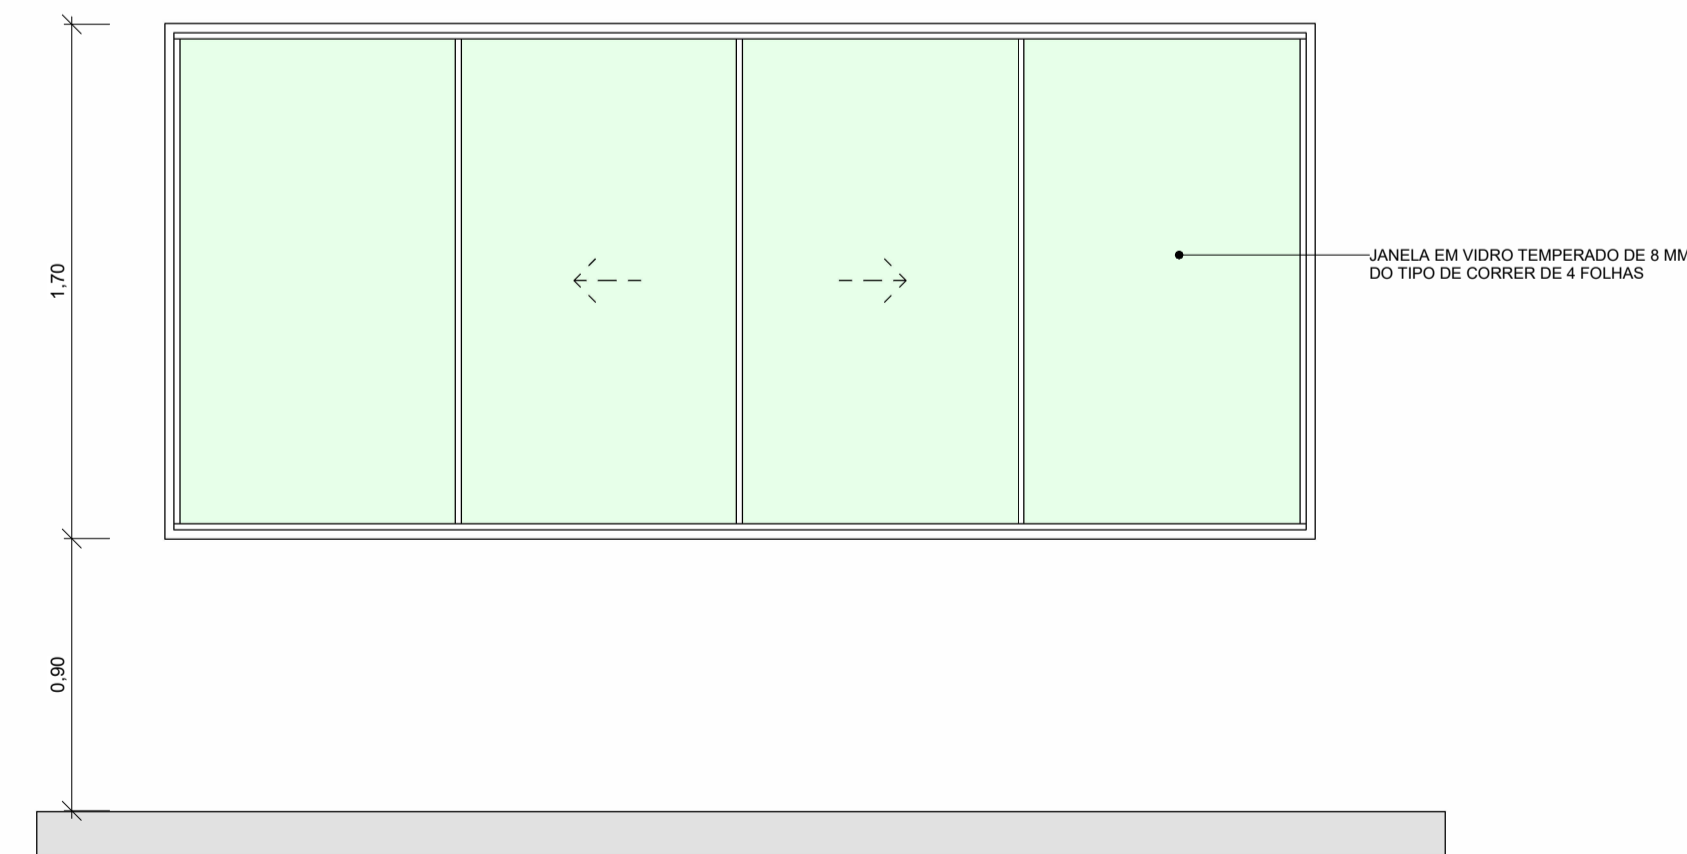 1,70
JANELA EM VIDRO TEMPERADO DE 8 MM
DO TIPO DE CORRER DE 4 FOLHAS
0,90